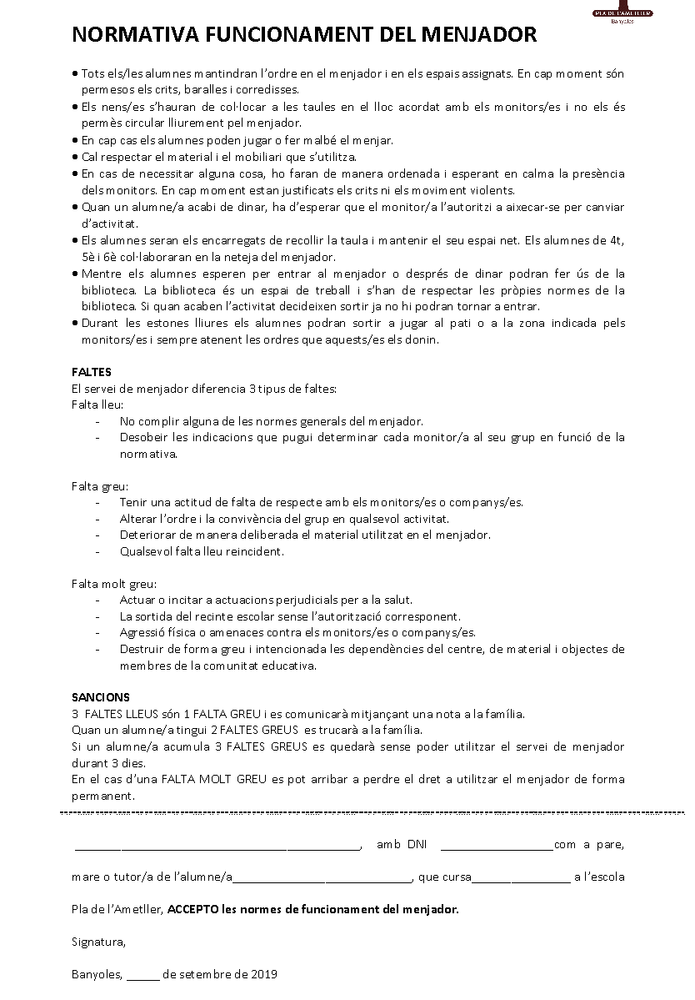 PLA DE L'AMETLLER
Banyoles
NORMATIVA FUNCIONAMENT DEL MENJADOR
• Tots els/les alumnes mantindran l'ordre en el menjador i en els espais assignats. En cap moment són
permesos els crits, baralles i corredisses.
• Els nens/es s'hauran de col·locar a les taules en el lloc acordat amb els monitors/es i no els és
permès circular lliurement pel menjador.
• En cap cas els alumnes poden jugar o fer malbé el menjar.
• Cal respectar el material i el mobiliari que s'utilitza.
• En cas de necessitar alguna cosa, ho faran de manera ordenada i esperant en calma la presència
dels monitors. En cap moment estan justificats els crits ni els moviment violents.
• Quan un alumne/a acabi de dinar, ha d'esperar que el monitor/a l'autoritzi a aixecar-se per canviar
d'activitat.
• Els alumnes seran els encarregats de recollir la taula i mantenir el seu espai net. Els alumnes de 4t,
5è i 6è col·laboraran en la neteja del menjador.
• Mentre els alumnes esperen per entrar al menjador o després de dinar podran fer ús de la
biblioteca. La biblioteca és un espai de treball i s'han de respectar les pròpies normes de la
biblioteca. Si quan acaben l'activitat decideixen sortir ja no hi podran tornar a entrar.
• Durant les estones lliures els alumnes podran sortir a jugar al pati o a la zona indicada pels
monitors/es i sempre atenent les ordres que aquests/es els donin.
FALTES
El servei de menjador diferencia 3 tipus de faltes:
Falta lleu:
- No complir alguna de les normes generals del menjador.
- Desobeir les indicacions que pugui determinar cada monitor/a al seu grup en funció de la
normativa.
Falta greu:
- Tenir una actitud de falta de respecte amb els monitors/es o companys/es.
- Alterar l'ordre i la convivència del grup en qualsevol activitat.
- Deteriorar de manera deliberada el material utilitzat en el menjador.
- Qualsevol falta lleu reincident.
Falta molt greu:
- Actuar o incitar a actuacions perjudicials per a la salut.
- La sortida del recinte escolar sense l'autorització corresponent.
- Agressió física o amenaces contra els monitors/es o companys/es.
- Destruir de forma greu i intencionada les dependències del centre, de material i objectes de
membres de la comunitat educativa.
SANCIONS
3 FALTES LLEUS són 1 FALTA GREU i es comunicarà mitjançant una nota a la família.
Quan un alumne/a tingui 2 FALTES GREUS es trucarà a la família.
Si un alumne/a acumula 3 FALTES GREUS es quedarà sense poder utilitzar el servei de menjador
durant 3 dies.
En el cas d'una FALTA MOLT GREU es pot arribar a perdre el dret a utilitzar el menjador de forma
permanent.
___________________________________________, amb DNI _________________com a pare,
mare o tutor/a de l'alumne/a___________________________, que cursa_______________ a l'escola
Pla de l'Ametller, ACCEPTO les normes de funcionament del menjador.
Signatura,
Banyoles, _____ de setembre de 2019